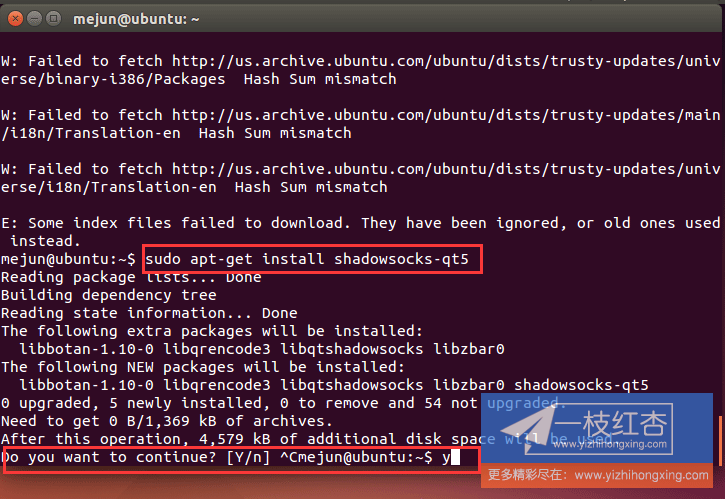 mejun@ubuntu: ~
W: Failed to fetch http://us.archive.ubuntu.com/ubuntu/dists/trusty-updates/univ
erse/binary-i386/Packages  Hash Sum mismatch
W: Failed to fetch http://us.archive.ubuntu.com/ubuntu/dists/trusty-updates/main
/i18n/Translation-en  Hash Sum mismatch
W: Failed to fetch http://us.archive.ubuntu.com/ubuntu/dists/trusty-updates/univ
erse/i18n/Translation-en  Hash Sum mismatch
E: Some index files failed to download. They have been ignored, or old ones used
 instead.
mejun@ubuntu:~$ sudo apt-get install shadowsocks-qt5
Reading package lists... Done
Building dependency tree
Reading state information... Done
The following extra packages will be installed:
  libbotan-1.10-0 libqrencode3 libqtshadowsocks libzbar0
The following NEW packages will be installed:
  libbotan-1.10-0 libqrencode3 libqtshadowsocks libzbar0 shadowsocks-qt5
0 upgraded, 5 newly installed, 0 to remove and 54 not upgraded.
Need to get 0 B/1,369 kB of archives.
After this operation, 4,579 kB of additional disk space will be used.
Do you want to continue? [Y/n] ^Cmejun@ubuntu:~$ y
一枝红杏
www.yizhihongxing.com
更多精彩尽在：www.yizhihongxing.com